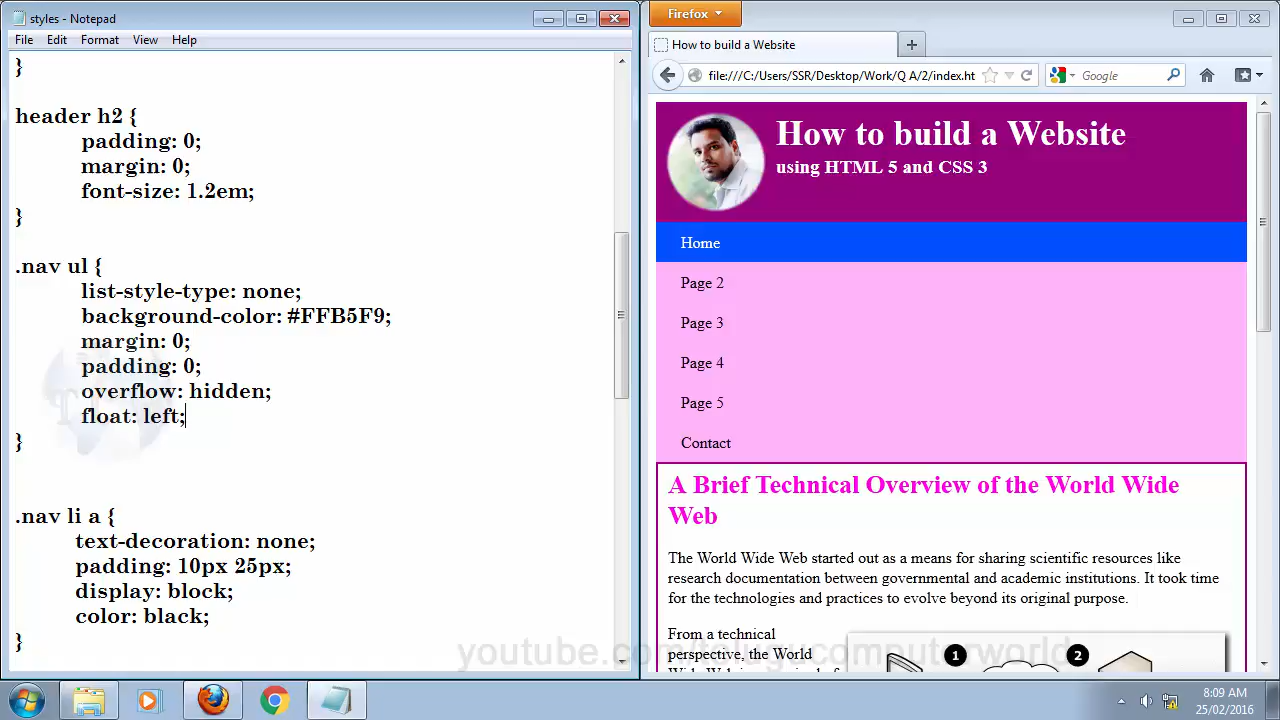 styles - Notepad
File Edit Format View Help
}
header h2 {
padding: 0;
margin: 0;
font-size: 1.2em;
}
.nav ul {
list-style-type: none;
background-color: #FFB5F9;
margin: 0;
padding: 0;
overflow: hidden;
float: left;
}
.nav li a {
text-decoration: none;
padding: 10px 25px;
display: block;
color: black;
}
Firefox
How to build a Website
file:///C:/Users/SSR/Desktop/Work/Q A/2/index.ht
Google
How to build a Website
using HTML 5 and CSS 3
Home
Page 2
Page 3
Page 4
Page 5
Contact
A Brief Technical Overview of the World Wide
Web
The World Wide Web started out as a means for sharing scientific resources like
research documentation between governmental and academic institutions. It took time
for the technologies and practices to evolve beyond its original purpose.
From a technical
perspective, the World
1
2
youtube.com/telugucomputerworld
8:09 AM
25/02/2016